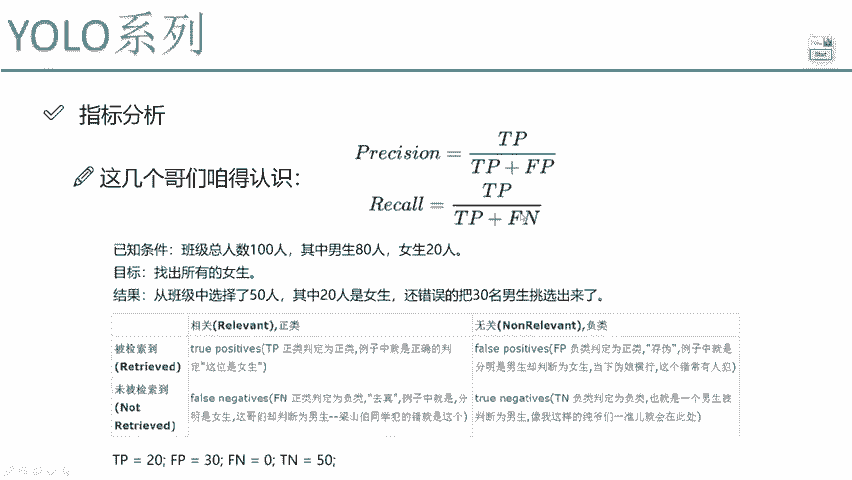 YOLO系列
指标分析
这几个哥们咱得认识：
Precision = TP / TP + FP
Recall = TP / TP + FN
已知条件：班级总人数100人，其中男生80人，女生20人。
目标：找出所有的女生。
结果：从班级中选择了50人，其中20人是女生，还错误的把30名男生挑选出来了。
相关(Relevant),正类
无关(NonRelevant),负类
被检索到
(Retrieved)
true positives(TP 正类判定为正类,例子中就是正确的判
定"这位是女生")
false positives(FP 负类判定为正类,"存伪",例子中就是
分明是男生却判断为女生,当下伪娘横行,这个错常有人犯)
未被检索到
(Not
Retrieved)
false negatives(FN 正类判定为负类,"去真",例子中就是,分
明是女生,这哥们却判断为男生--梁山伯同学犯的错就是这个)
true negatives(TN 负类判定为负类,也就是一个男生被
判断为男生,像我这样的纯爷们一准儿就会在此处)
TP = 20; FP = 30; FN = 0; TN = 50;